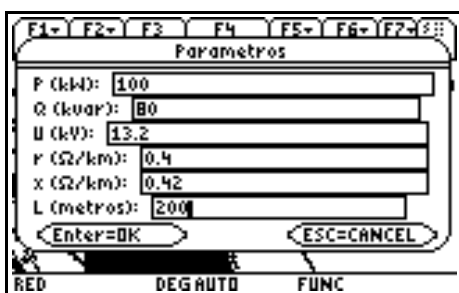 F1▾ F2▾ F3 F4 F5▾ F6▾ F7▾
Parametros
P (kW): 100
Q (kvar): 80
U (kV): 13.2
r (Ω/km): 0.4
x (Ω/km): 0.42
L (metros): 200
Enter=OK ESC=CANCEL
RAD DEG AUTO FUNC